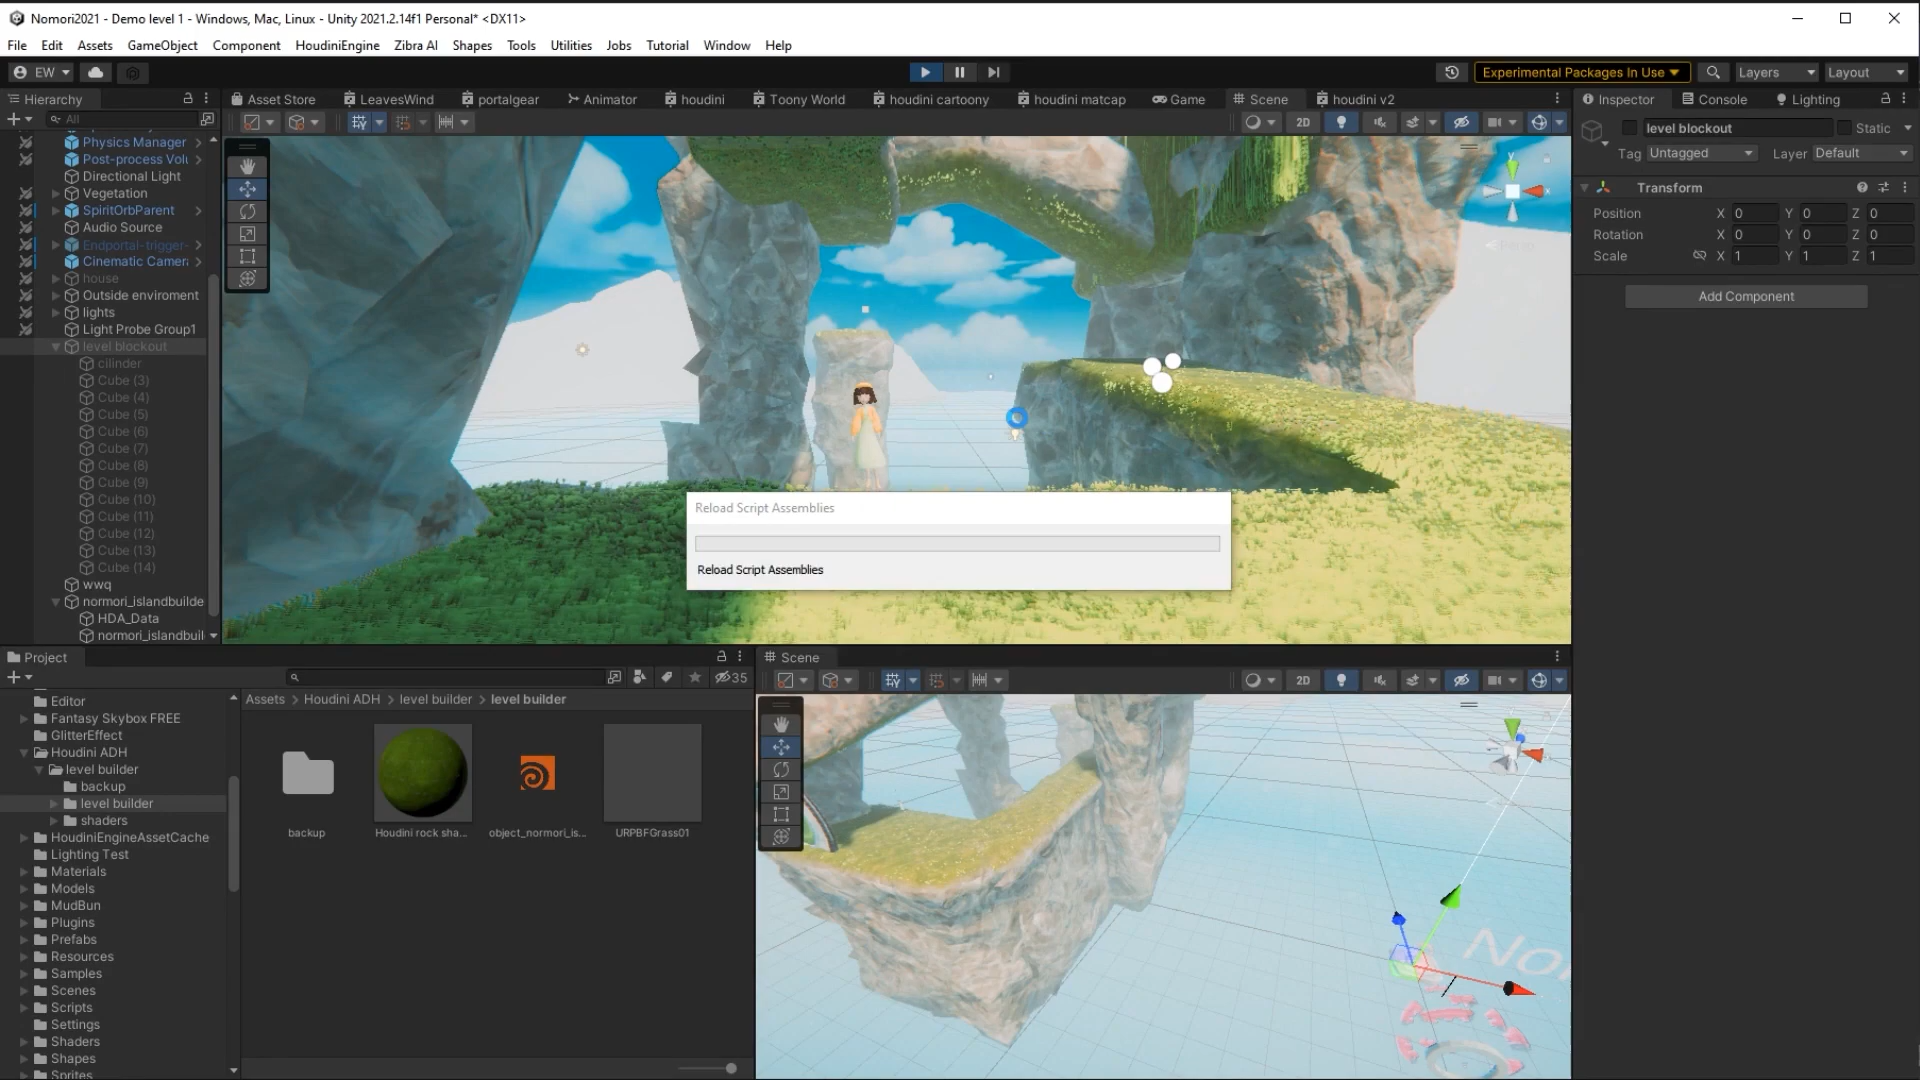 Nomori2021 - Demo level 1 - Windows, Mac, Linux - Unity 2021.2.14f1 Personal* <DX11>
File Edit Assets GameObject Component HoudiniEngine Zibra AI Shapes Tools Utilities Jobs Tutorial Window Help
EW Experimental Packages In Use Layers Layout
Hierarchy
All
Physics Manager
Post-process Volu
Directional Light
Vegetation
SpiritOrbParent
Audio Source
Endportal-trigger-
Cinematic Camera
house
Outside enviroment
lights
Light Probe Group1
level blockout
cilinder
Cube (3)
Cube (4)
Cube (5)
Cube (6)
Cube (7)
Cube (8)
Cube (9)
Cube (10)
Cube (11)
Cube (12)
Cube (13)
Cube (14)
wwq
normori_islandbuilde
HDA_Data
normori_islandbuil
Asset Store LeavesWind portalgear Animator houdini Toony World houdini cartoony houdini matcap Game Scene houdini v2
2D
y
x
Persp
Reload Script Assemblies
Reload Script Assemblies
Inspector Console Lighting
level blockout Static
Tag Untagged Layer Default
Transform
Position X 0 Y 0 Z 0
Rotation X 0 Y 0 Z 0
Scale X 1 Y 1 Z 1
Add Component
Project
35
Editor
Fantasy Skybox FREE
GlitterEffect
Houdini ADH
level builder
backup
level builder
shaders
HoudiniEngineAssetCache
Lighting Test
Materials
Models
MudBun
Plugins
Prefabs
Resources
Samples
Scenes
Scripts
Settings
Shaders
Shapes
Sprites
Assets > Houdini ADH > level builder > level builder
backup
Houdini rock sha...
object_normori_is...
URPBFGrass01
Scene
2D
Nor